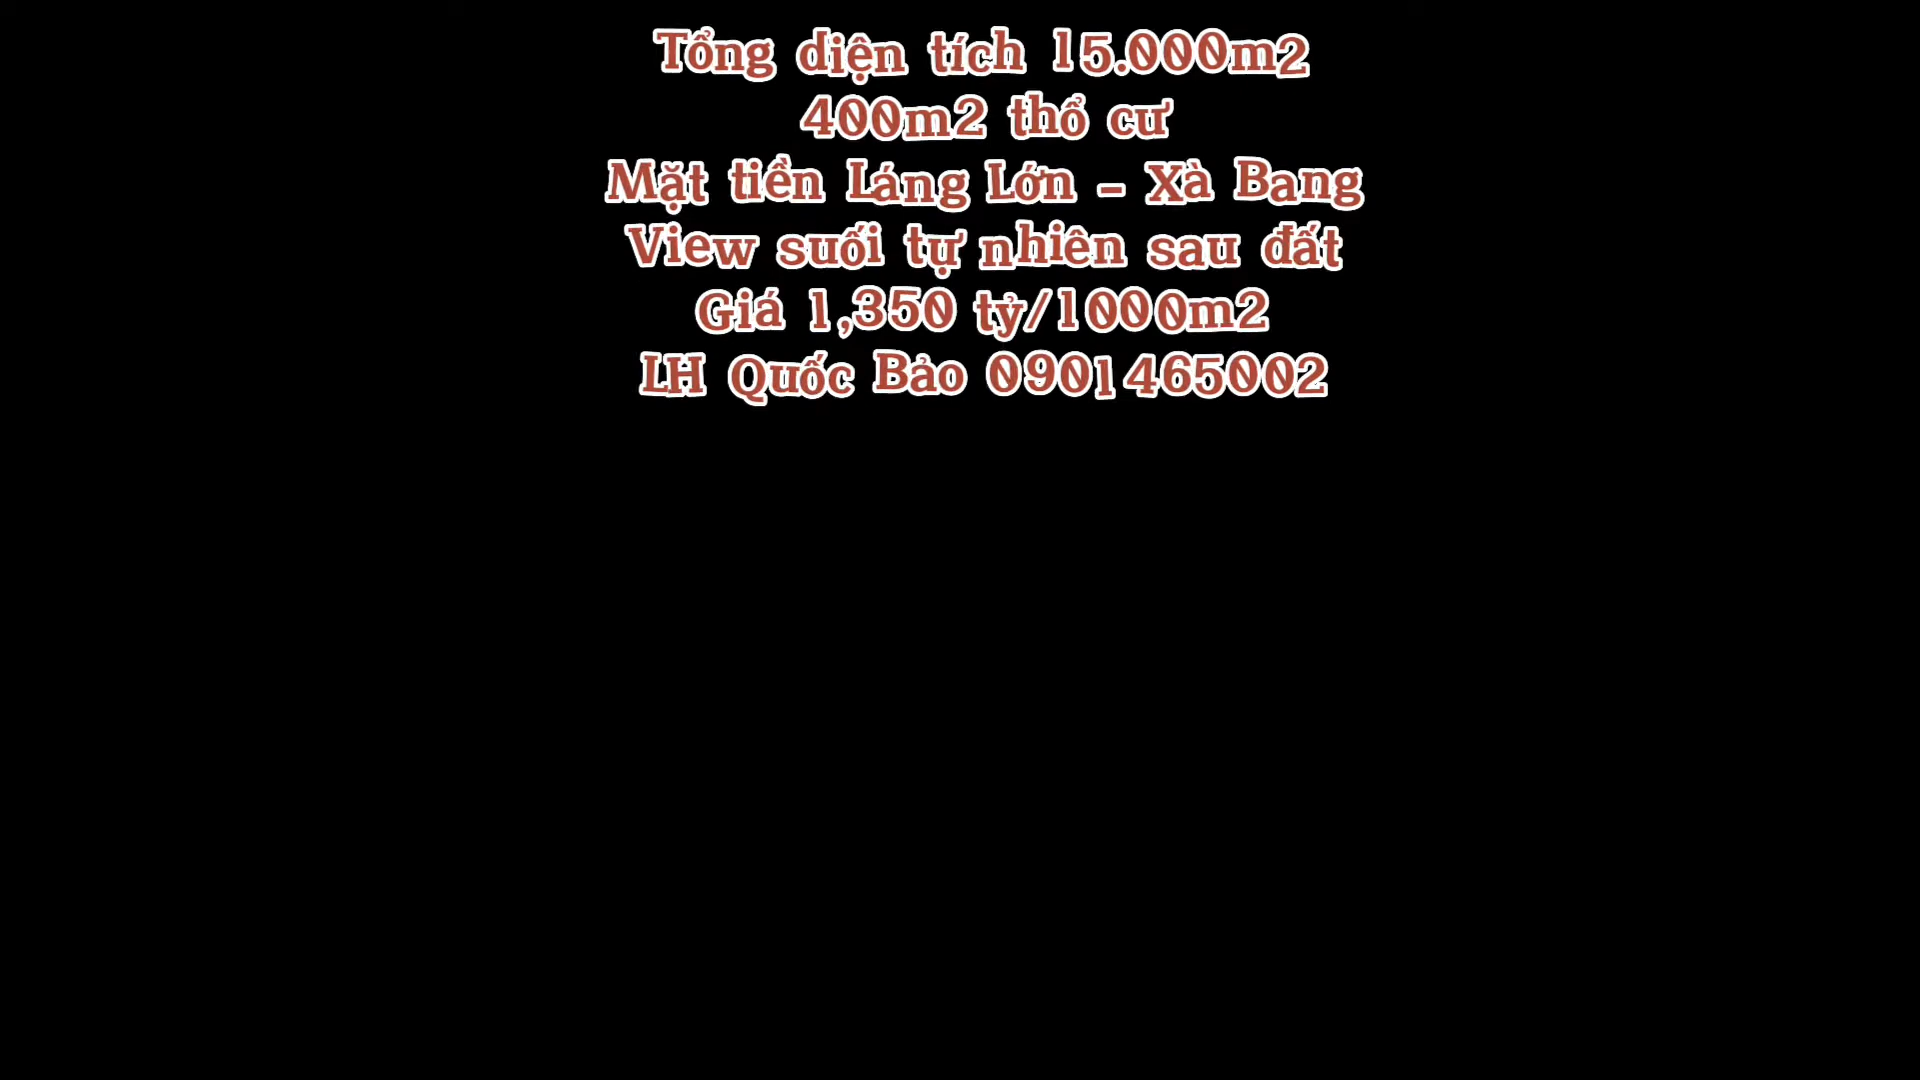 Tổng diện tích 15.000m2
400m2 thổ cư
Mặt tiền Láng Lớn - Xà Bang
View suối tự nhiên sau đất
Giá 1,350 tỷ/1000m2
LH Quốc Bảo 0901465002